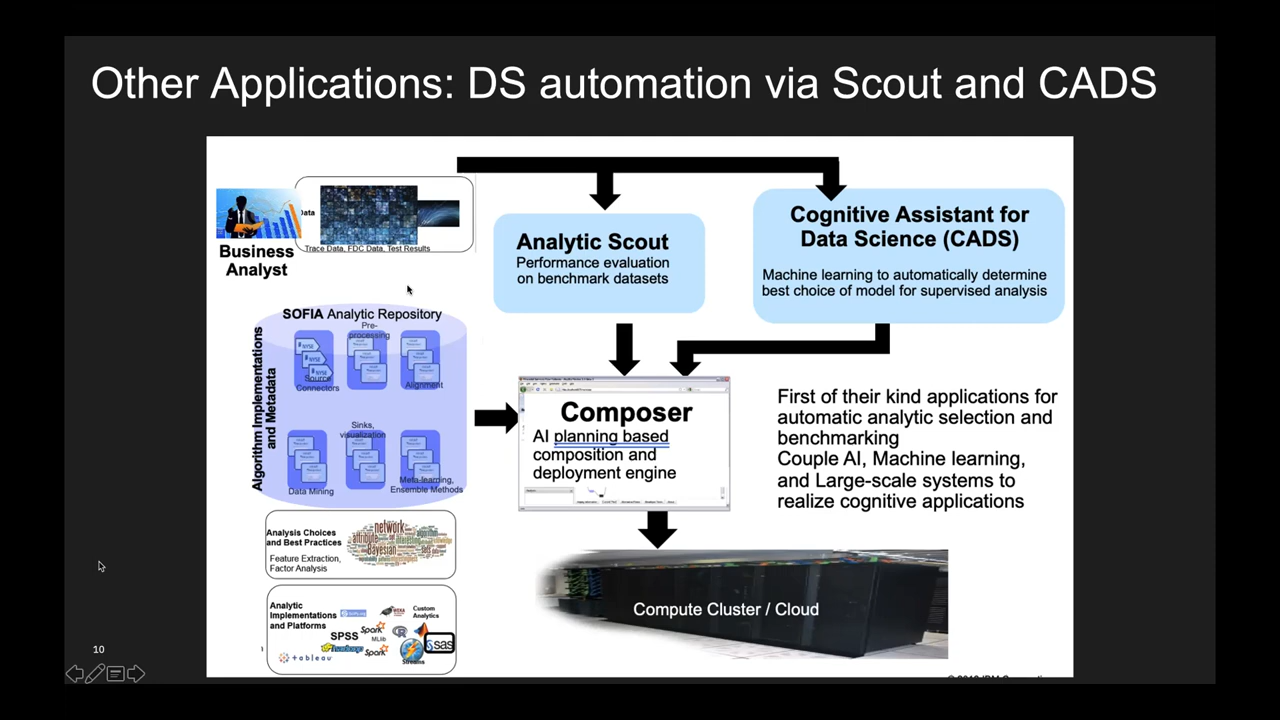 Other Applications: DS automation via Scout and CADS
Data
Trace Data, FDC Data, Test Results
Business
Analyst
Analytic Scout
Performance evaluation
on benchmark datasets
Cognitive Assistant for
Data Science (CADS)
Machine learning to automatically determine
best choice of model for supervised analysis
SOFIA Analytic Repository
Algorithm Implementations
and Metadata
Pre-
processing
Source
Connectors
Alignment
Sinks,
visualization
Data Mining
Meta-learning,
Ensemble Methods
Composer
AI planning based
composition and
deployment engine
First of their kind applications for
automatic analytic selection and
benchmarking
Couple AI, Machine learning,
and Large-scale systems to
realize cognitive applications
Analysis Choices
and Best Practices
Feature Extraction,
Factor Analysis
network
attribute
Bayesian
Analytic
Implementations
and Platforms
WEKA
Custom
Analytics
SPSS
Spark
MLlib
R
hadoop
Spark
Streams
sas
+ableau
Compute Cluster / Cloud
10